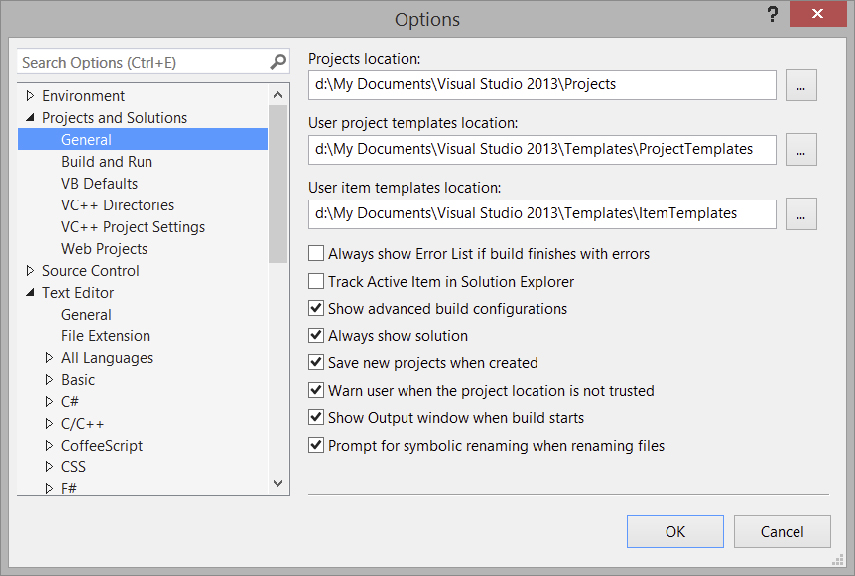 Options
?
Search Options (Ctrl+E)
Environment
Projects and Solutions
General
Build and Run
VB Defaults
VC++ Directories
VC++ Project Settings
Web Projects
Source Control
Text Editor
General
File Extension
All Languages
Basic
C#
C/C++
CoffeeScript
CSS
F#
Projects location:
d:\My Documents\Visual Studio 2013\Projects
...
User project templates location:
d:\My Documents\Visual Studio 2013\Templates\ProjectTemplates
...
User item templates location:
d:\My Documents\Visual Studio 2013\Templates\ItemTemplates
...
Always show Error List if build finishes with errors
Track Active Item in Solution Explorer
Show advanced build configurations
Always show solution
Save new projects when created
Warn user when the project location is not trusted
Show Output window when build starts
Prompt for symbolic renaming when renaming files
OK
Cancel